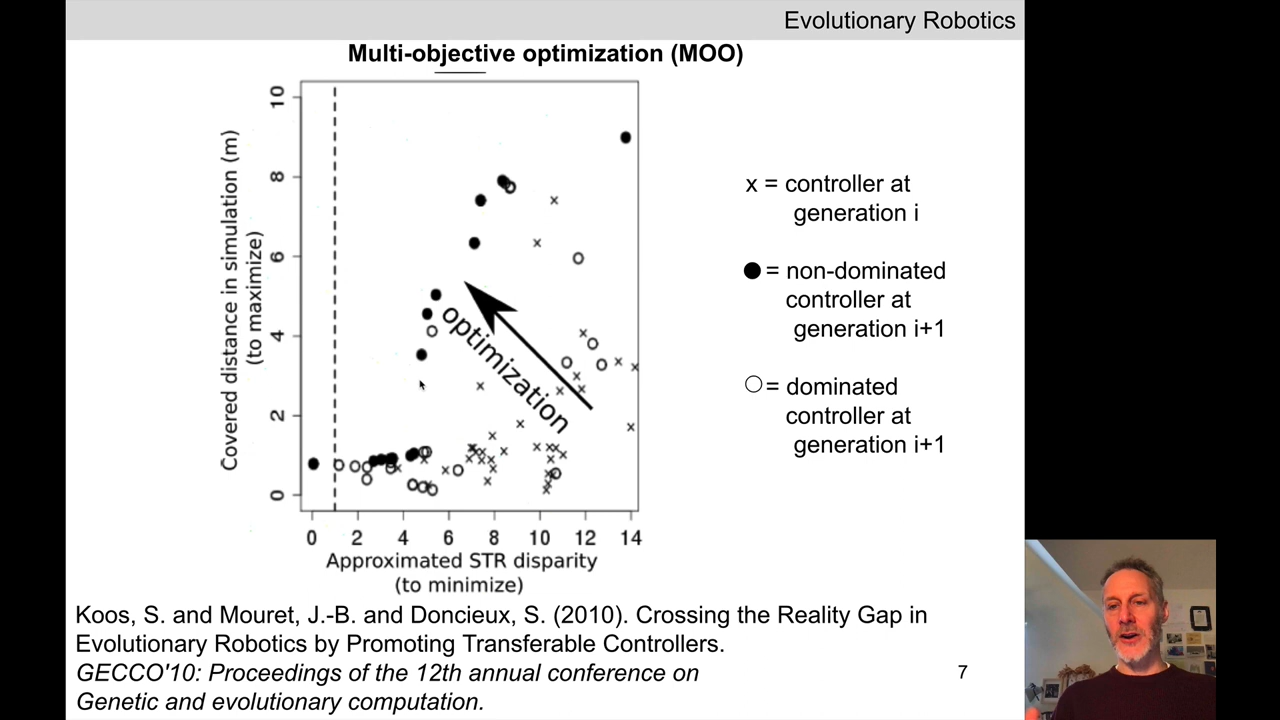 Evolutionary Robotics
Multi-objective optimization (MOO)
Covered distance in simulation (m)
(to maximize)
10
8
6
4
2
0
optimization
0 2 4 6 8 10 12 14
Approximated STR disparity
(to minimize)
x = controller at
generation i
= non-dominated
controller at
generation i+1
= dominated
controller at
generation i+1
Koos, S. and Mouret, J.-B. and Doncieux, S. (2010). Crossing the Reality Gap in
Evolutionary Robotics by Promoting Transferable Controllers.
GECCO'10: Proceedings of the 12th annual conference on
Genetic and evolutionary computation.
7